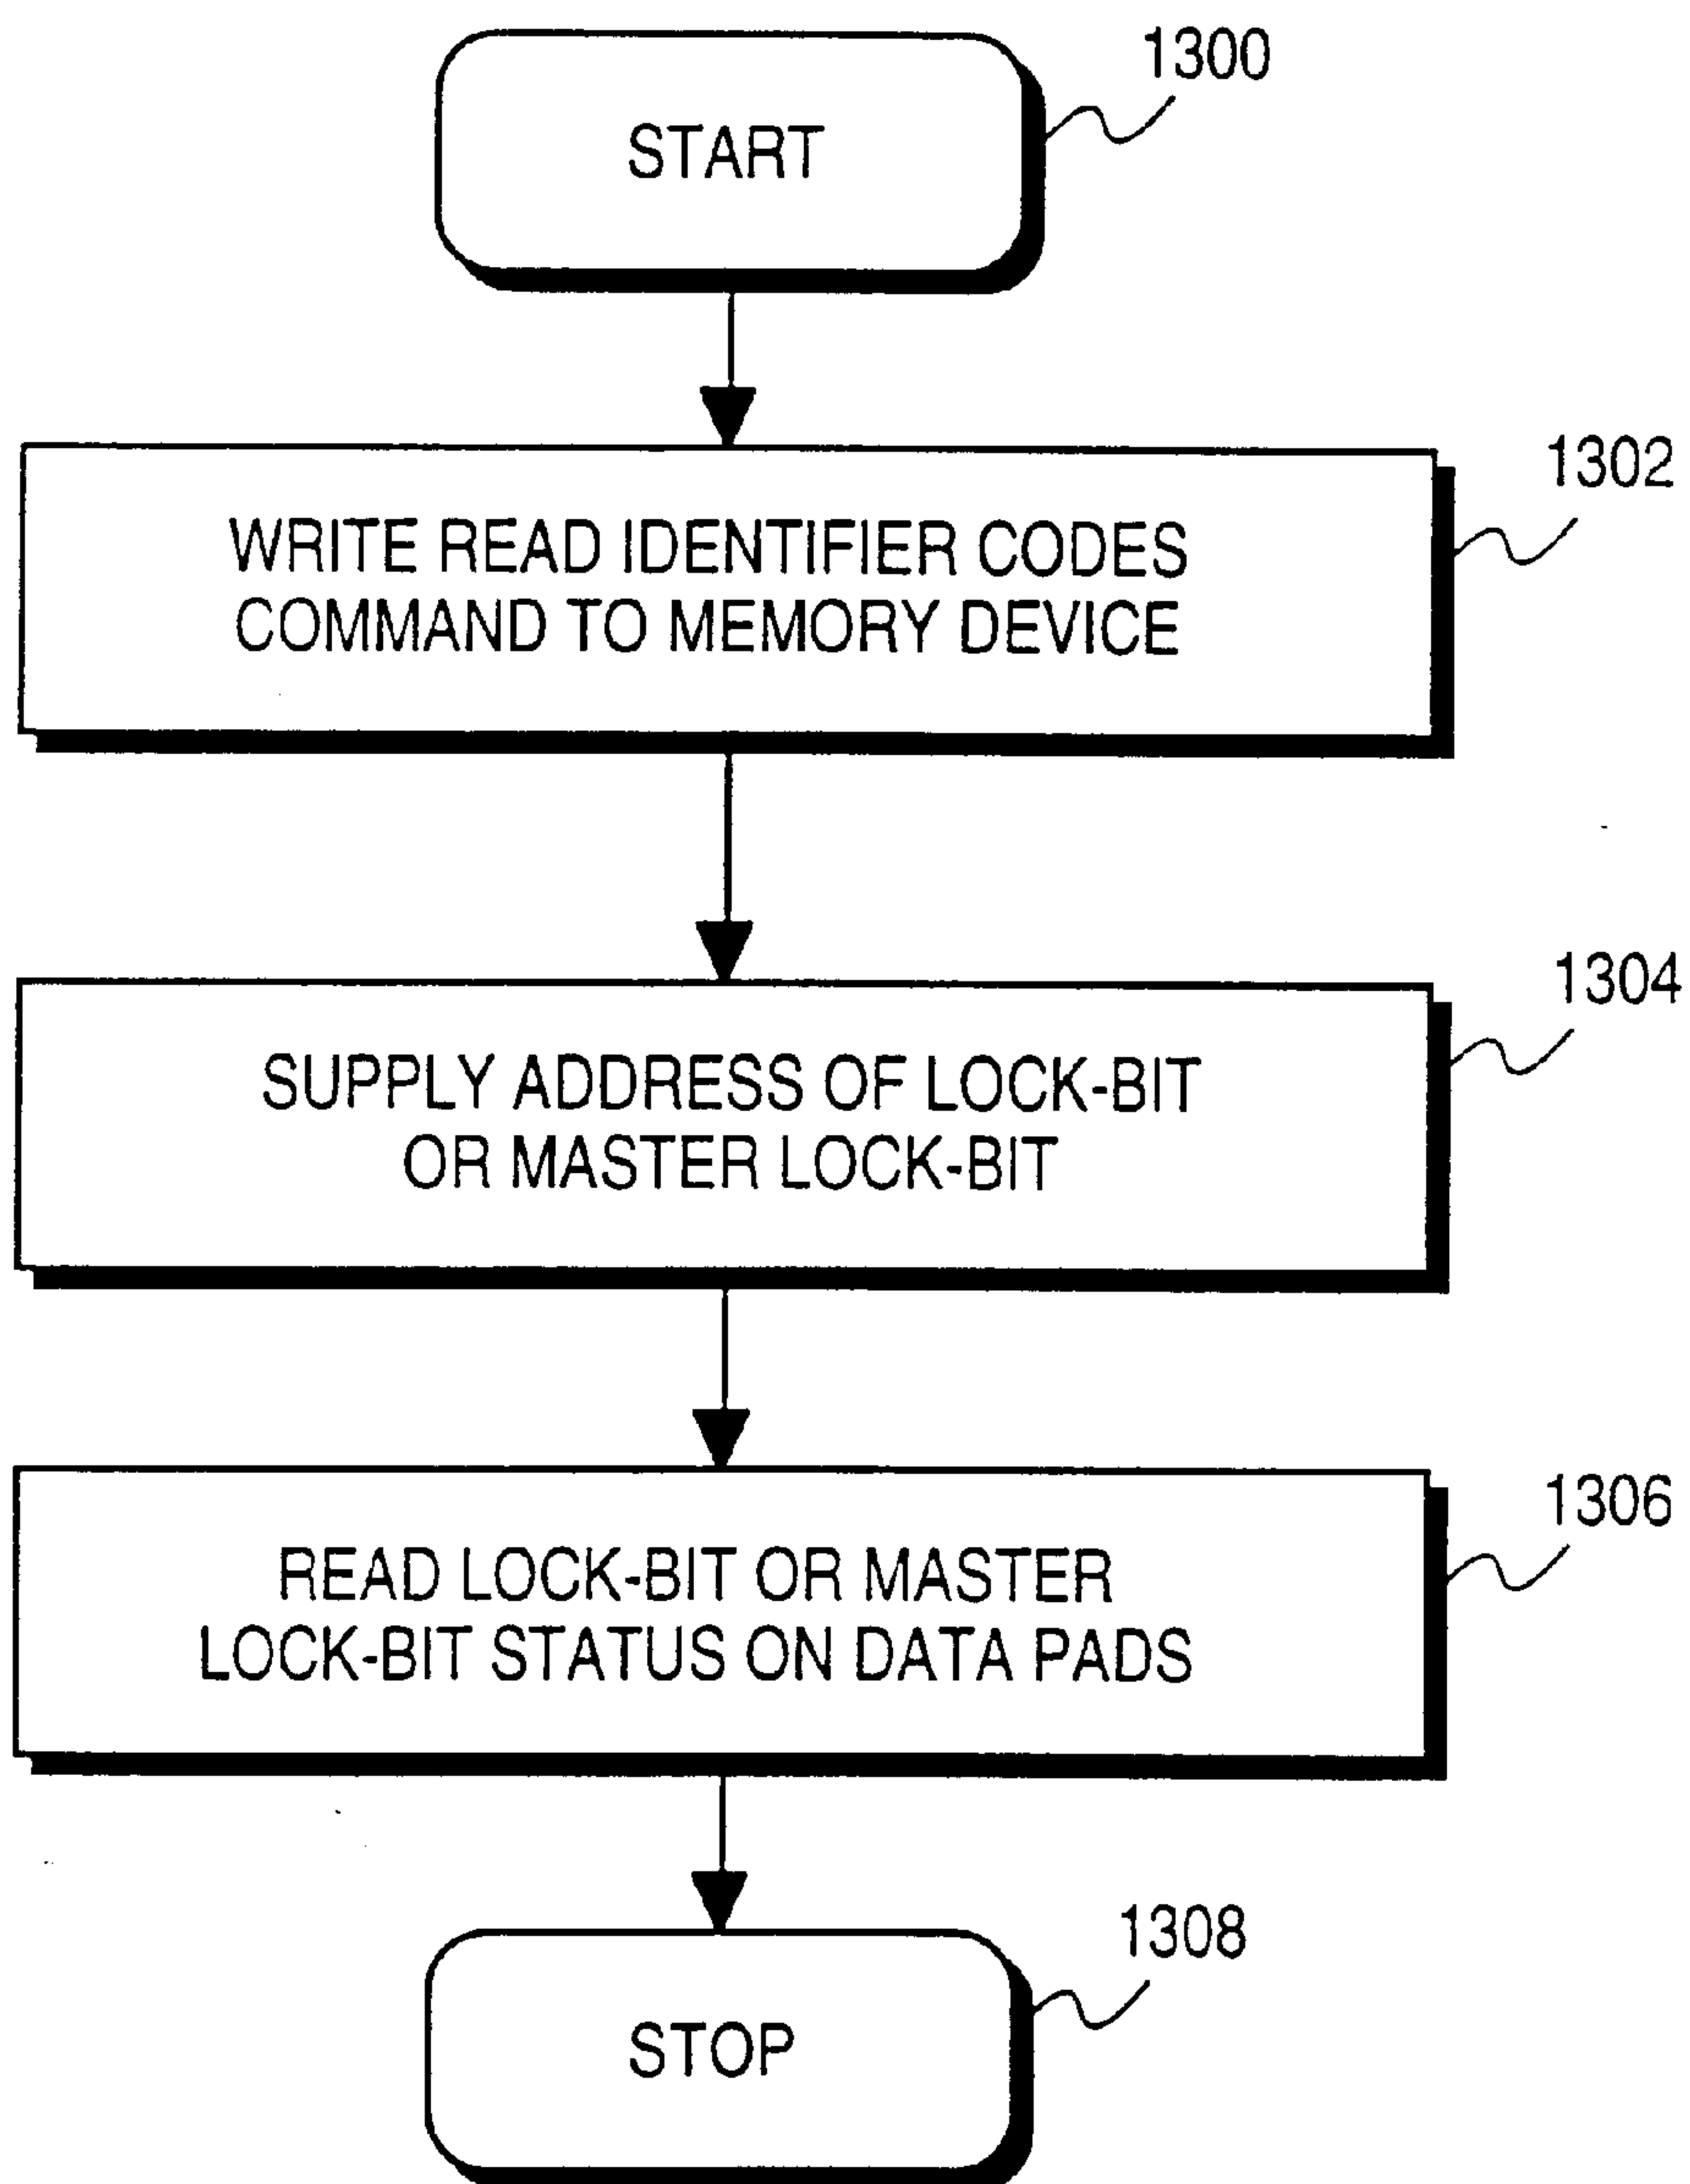 1300
START
1302
WRITE READ IDENTIFIER CODES
COMMAND TO MEMORY DEVICE
1304
SUPPLY ADDRESS OF LOCK-BIT
OR MASTER LOCK-BIT
1306
READ LOCK-BIT OR MASTER
LOCK-BIT STATUS ON DATA PADS
1308
STOP